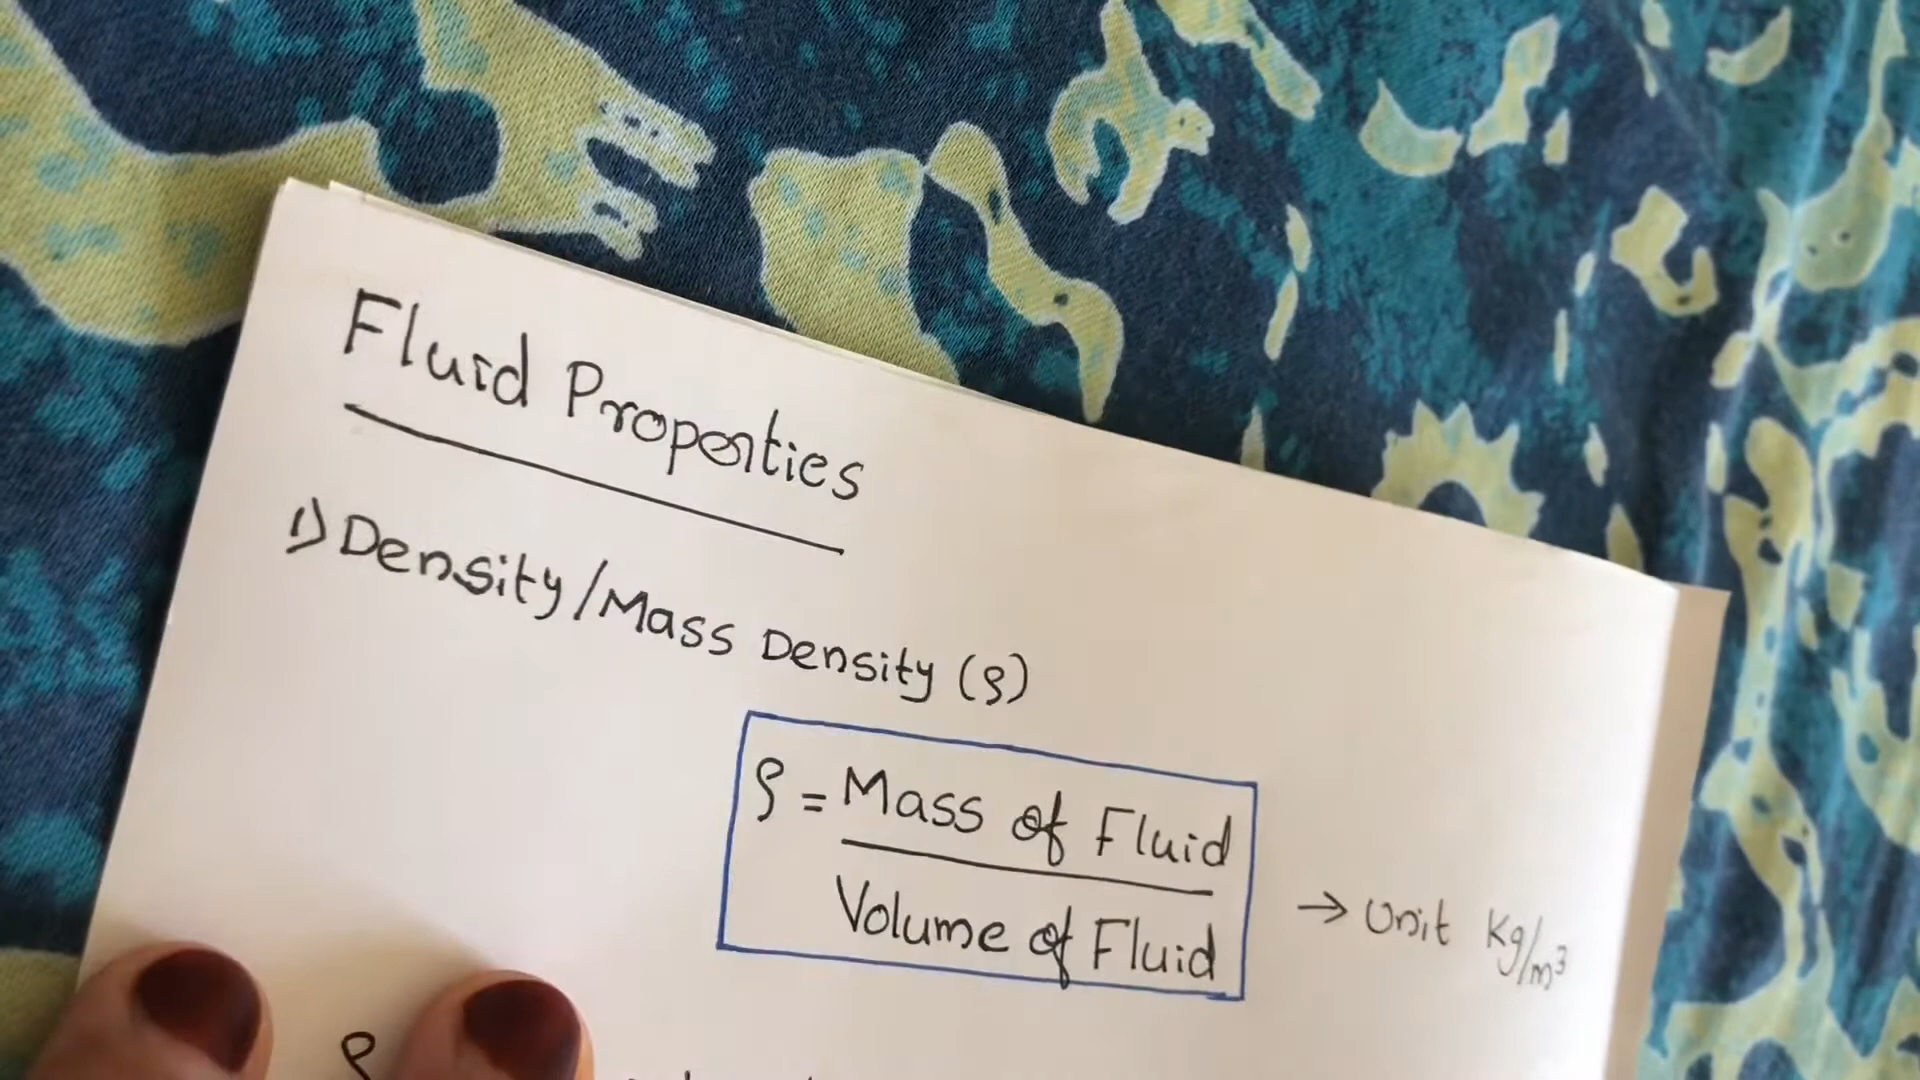 Fluid Properties
1) Density/Mass Density (ρ)
ρ = Mass of Fluid
Volume of Fluid
→ Unit Kg/m³
ρ